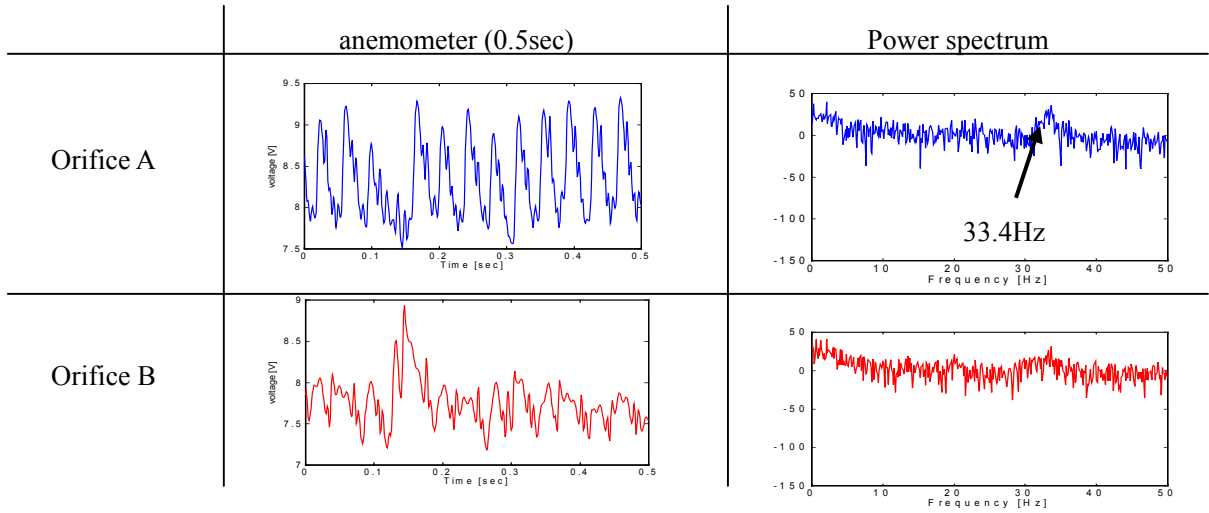 anemometer (0.5sec)
Power spectrum
Orifice A
9.5
9
8.5
8
7.5
voltage [V]
0 0.1 0.2 0.3 0.4 0.5
Time [sec]
50
0
-50
-100
-150
33.4Hz
0 10 20 30 40 50
Frequency [Hz]
Orifice B
9
8.5
8
7.5
7
voltage [V]
0 0.1 0.2 0.3 0.4 0.5
Time [sec]
50
0
-50
-100
-150
0 10 20 30 40 50
Frequency [Hz]